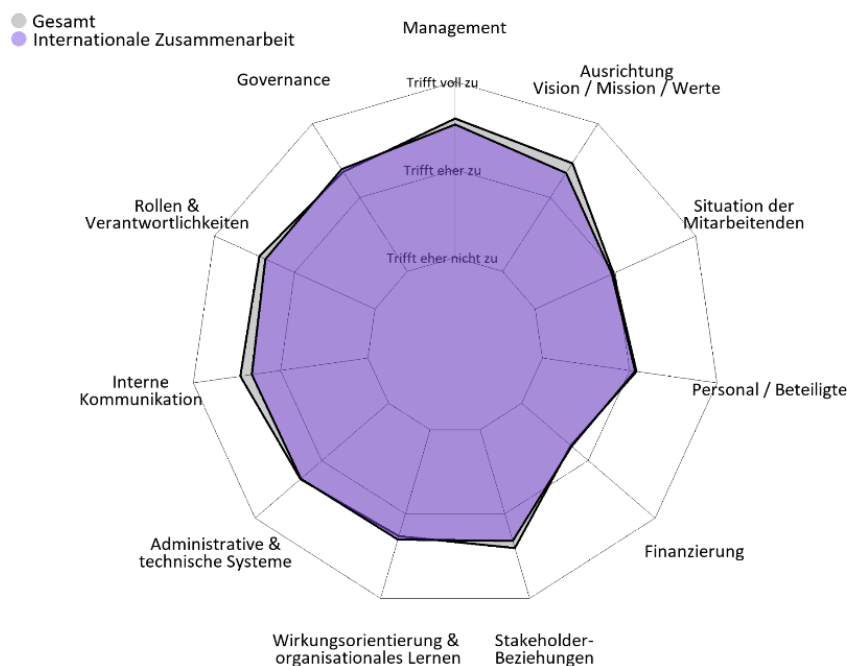 Gesamt
Internationale Zusammenarbeit
Management
Ausrichtung
Vision / Mission / Werte
Governance
Trifft voll zu
Trifft eher zu
Trifft eher nicht zu
Rollen &
Verantwortlichkeiten
Situation der
Mitarbeitenden
Interne
Kommunikation
Personal / Beteiligte
Administrative &
technische Systeme
Finanzierung
Wirkungsorientierung &
organisationales Lernen
Stakeholder-
Beziehungen